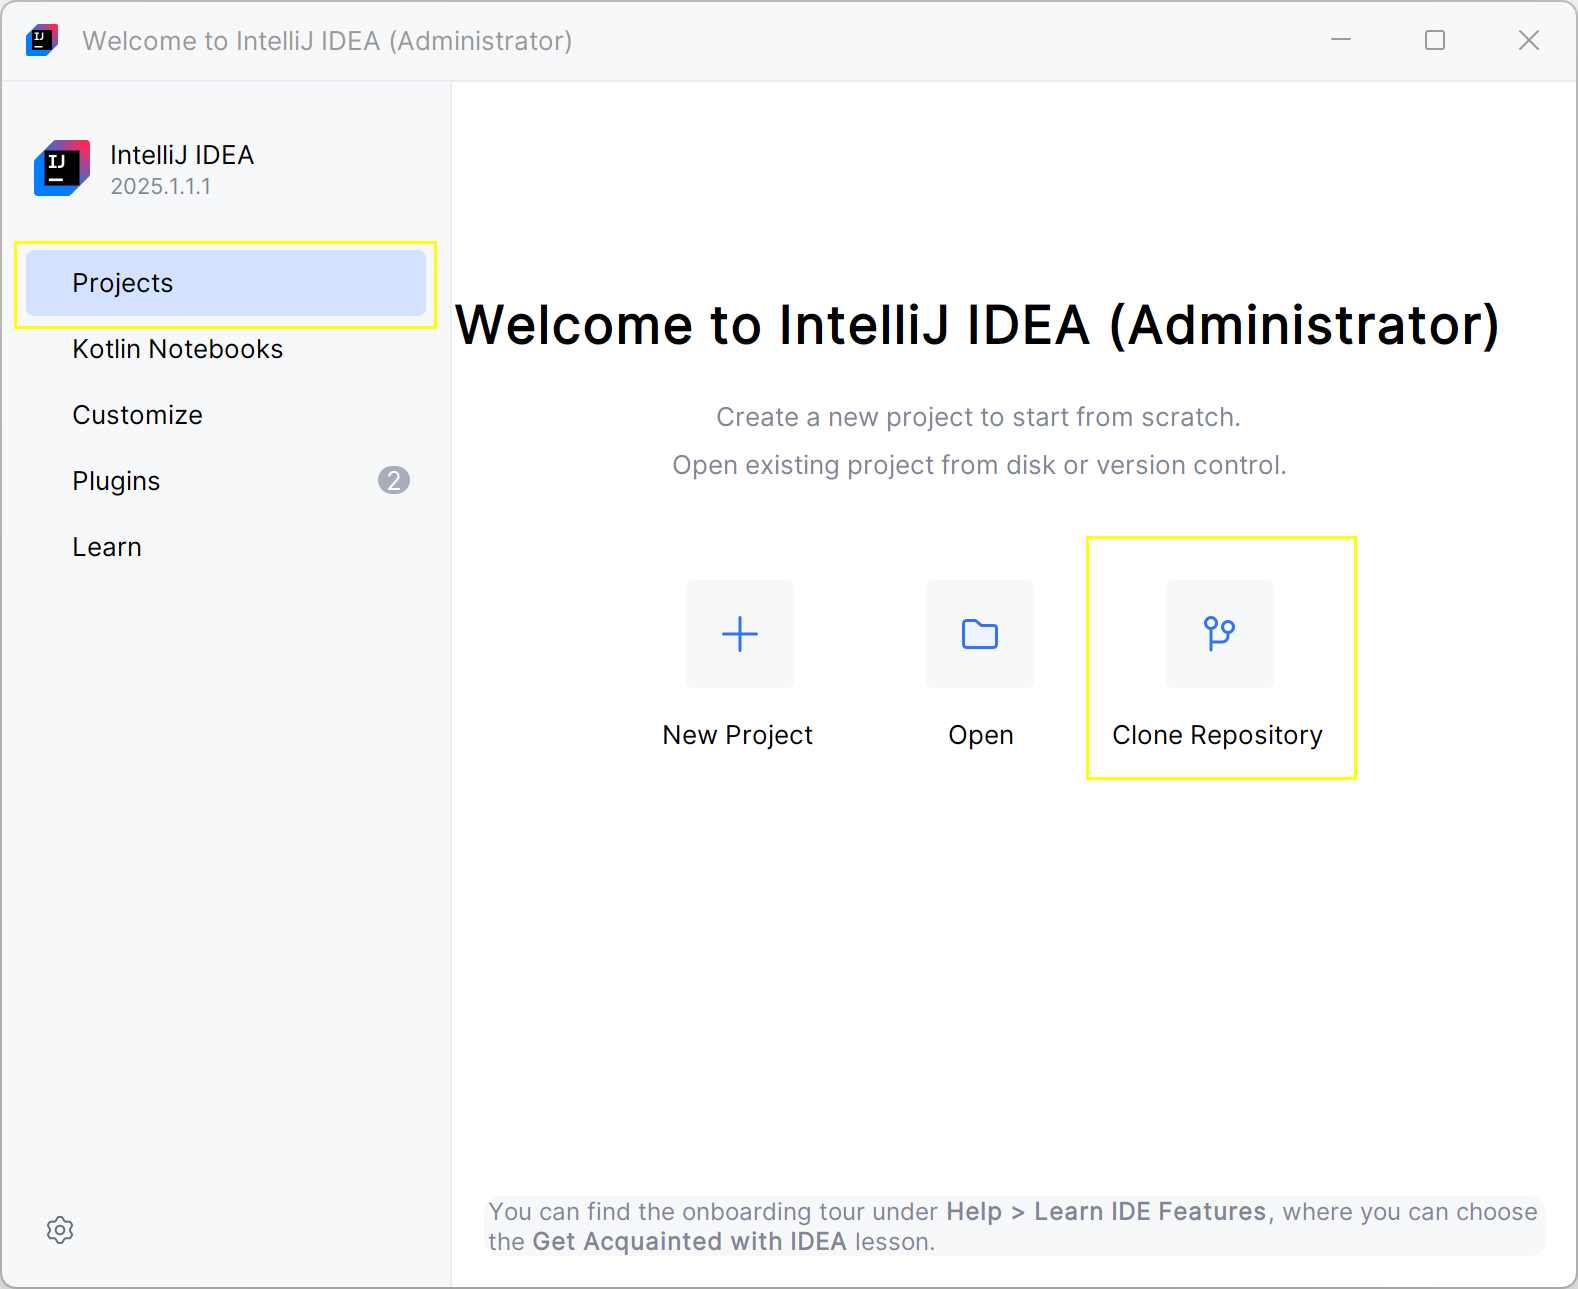 Welcome to IntelliJ IDEA (Administrator)
IJ
IntelliJ IDEA
2025.1.1.1
IJ
Projects
Kotlin Notebooks
Customize
Plugins 2
Learn
Welcome to IntelliJ IDEA (Administrator)
Create a new project to start from scratch.
Open existing project from disk or version control.
New Project Open Clone Repository
You can find the onboarding tour under Help > Learn IDE Features, where you can choose
the Get Acquainted with IDEA lesson.